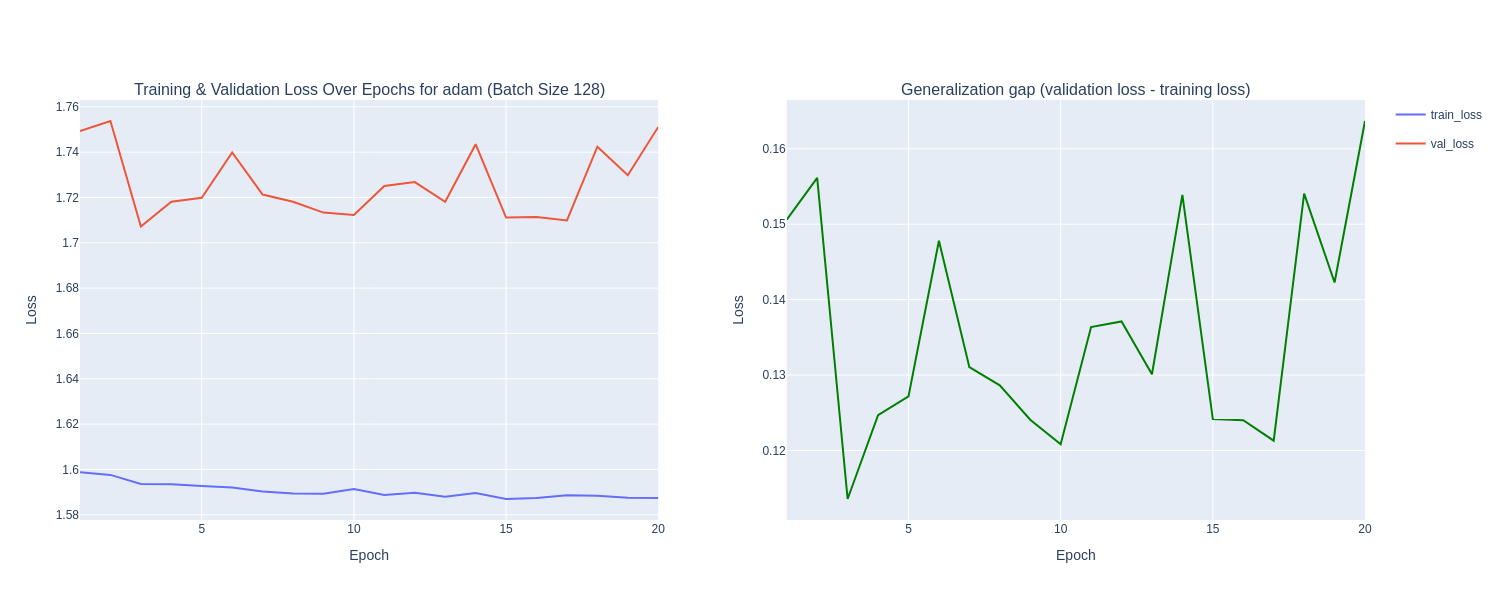 Training & Validation Loss Over Epochs for adam (Batch Size 128)
1.76
1.74
1.72
1.7
1.68
1.66
1.64
1.62
1.6
1.58
Loss
5
10
15
20
Epoch
Generalization gap (validation loss - training loss)
0.16
0.15
0.14
0.13
0.12
Loss
5
10
15
20
Epoch
train_loss
val_loss